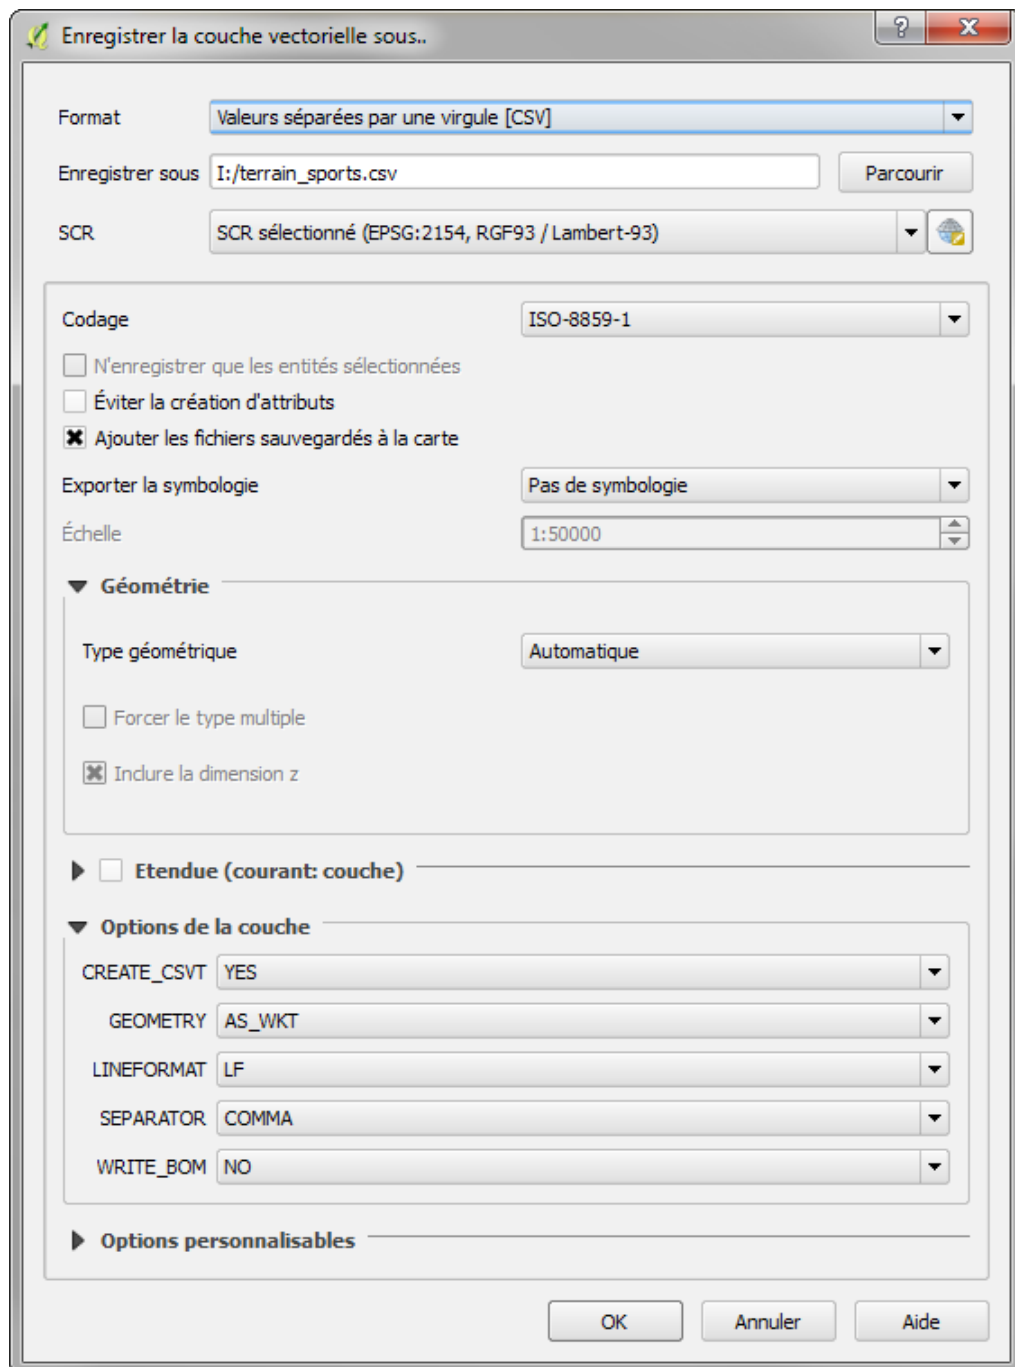 Enregistrer la couche vectorielle sous..
Format Valeurs séparées par une virgule [CSV]
Enregistrer sous I:/terrain_sports.csv Parcourir
SCR SCR sélectionné (EPSG:2154, RGF93 / Lambert-93)
Codage ISO-8859-1
N'enregistrer que les entités sélectionnées
Éviter la création d'attributs
Ajouter les fichiers sauvegardés à la carte
Exporter la symbologie Pas de symbologie
Échelle 1:50000
Géométrie
Type géométrique Automatique
Forcer le type multiple
Inclure la dimension z
Etendue (courant: couche)
Options de la couche
CREATE_CSVT YES
GEOMETRY AS_WKT
LINEFORMAT LF
SEPARATOR COMMA
WRITE_BOM NO
Options personnalisables
OK Annuler Aide